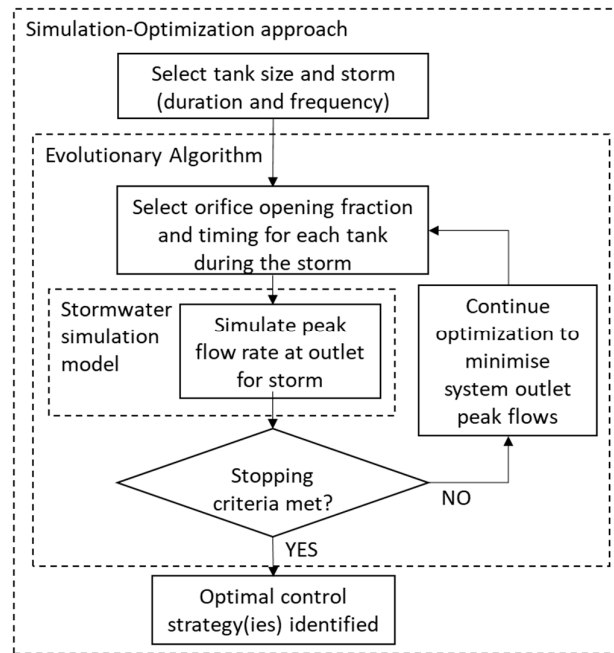 Simulation-Optimization approach
Select tank size and storm
(duration and frequency)
Evolutionary Algorithm
Select orifice opening fraction
and timing for each tank
during the storm
Stormwater
simulation
model
Simulate peak
flow rate at outlet
for storm
Continue
optimization to
minimise
system outlet
peak flows
Stopping
criteria met?
NO
YES
Optimal control
strategy(ies) identified